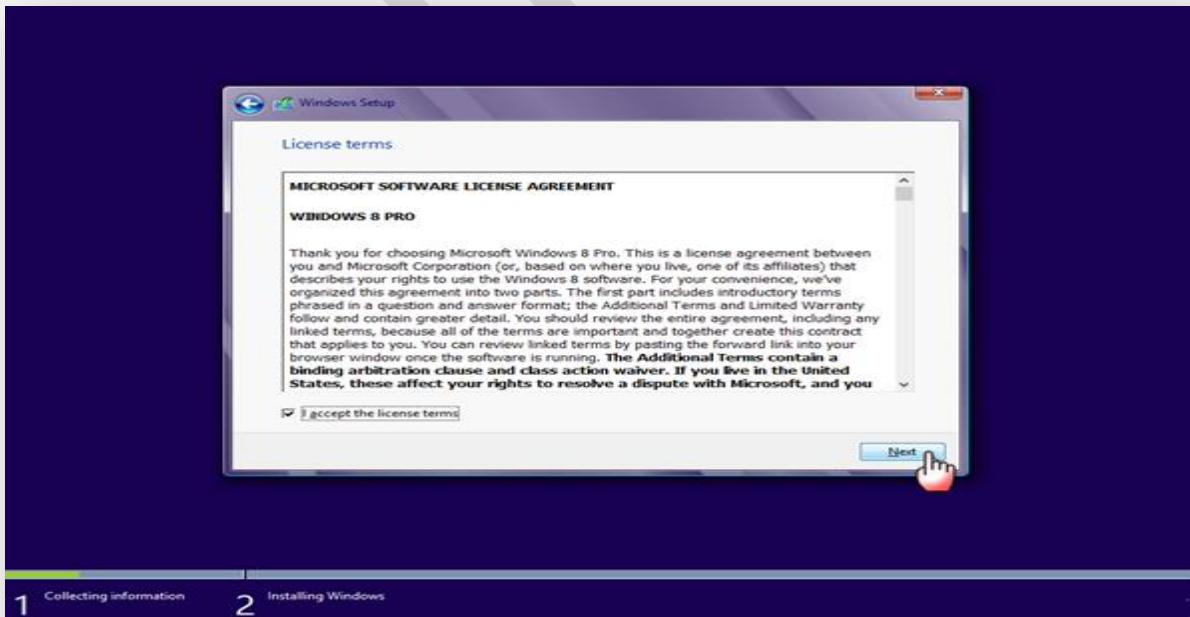 Windows Setup
License terms
MICROSOFT SOFTWARE LICENSE AGREEMENT
WINDOWS 8 PRO
Thank you for choosing Microsoft Windows 8 Pro. This is a license agreement between
you and Microsoft Corporation (or, based on where you live, one of its affiliates) that
describes your rights to use the Windows 8 software. For your convenience, we've
organized this agreement into two parts. The first part includes introductory terms
phrased in a question and answer format; the Additional Terms and Limited Warranty
follow and contain greater detail. You should review the entire agreement, including any
linked terms, because all of the terms are important and together create this contract
that applies to you. You can review linked terms by pasting the forward link into your
browser window once the software is running. The Additional Terms contain a
binding arbitration clause and class action waiver. If you live in the United
States, these affect your rights to resolve a dispute with Microsoft, and you
I accept the license terms
Next
1 Collecting information
2 Installing Windows